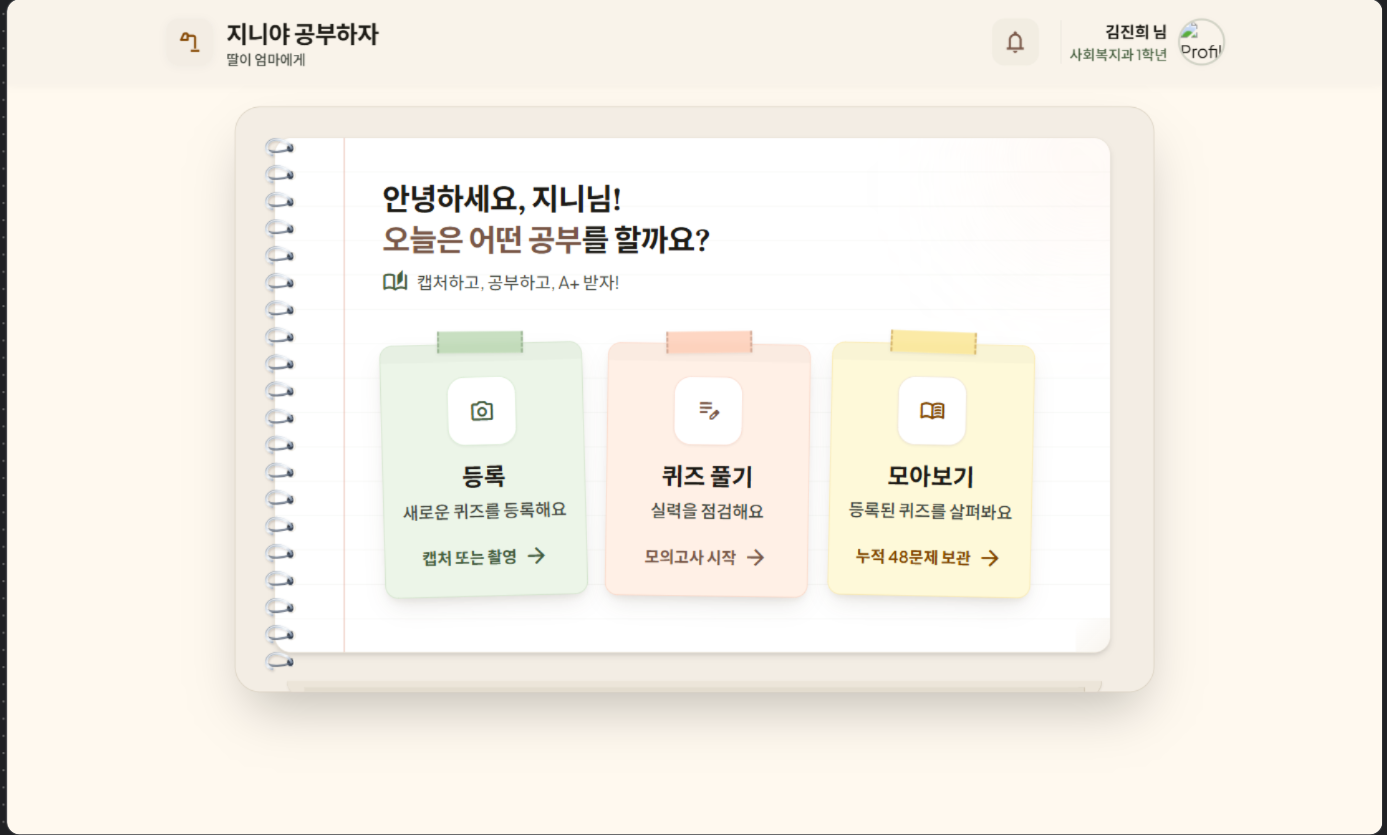 지니야 공부하자
딸이 엄마에게
김진희 님
사회복지과 1학년
Profil
안녕하세요, 지니님!
오늘은 어떤 공부를 할까요?
캡처하고, 공부하고, A+ 받자!
등록
새로운 퀴즈를 등록해요
캡처 또는 촬영 →
퀴즈 풀기
실력을 점검해요
모의고사 시작 →
모아보기
등록된 퀴즈를 살펴봐요
누적 48문제 보관 →